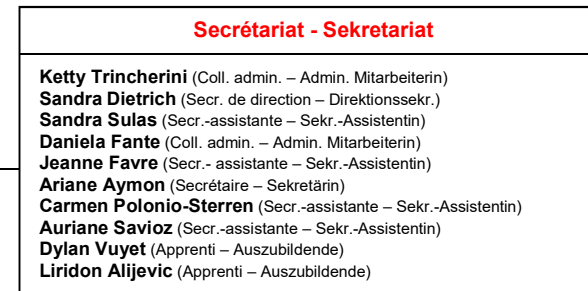 Secrétariat - Sekretariat
Ketty Trincherini (Coll. admin. – Admin. Mitarbeiterin)
Sandra Dietrich (Secr. de direction – Direktionssekr.)
Sandra Sulas (Secr.-assistante – Sekr.-Assistentin)
Daniela Fante (Coll. admin. – Admin. Mitarbeiterin)
Jeanne Favre (Secr.- assistante – Sekr.-Assistentin)
Ariane Aymon (Secrétaire – Sekretärin)
Carmen Polonio-Sterren (Secr.-assistante – Sekr.-Assistentin)
Auriane Savioz (Secr.-assistante – Sekr.-Assistentin)
Dylan Vuyet (Apprenti – Auszubildende)
Liridon Alijevic (Apprenti – Auszubildende)